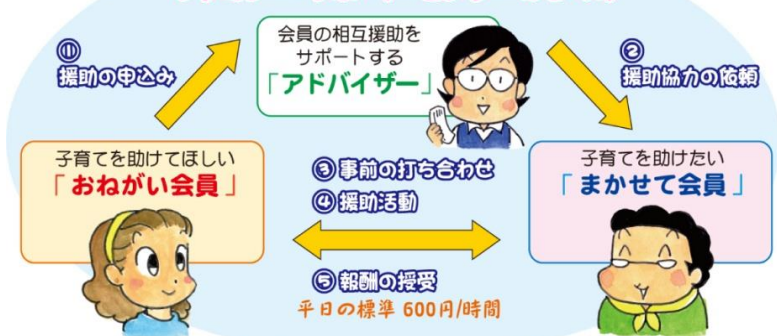 会員の相互援助を
サポートする
「アドバイザー」
①
援助の申込み
②
援助協力の依頼
子育てを助けてほしい
「おねがい会員」
③事前の打ち合わせ
④援助活動
⑤報酬の授受
平日の標準 600円/時間
子育てを助けたい
「まかせて会員」